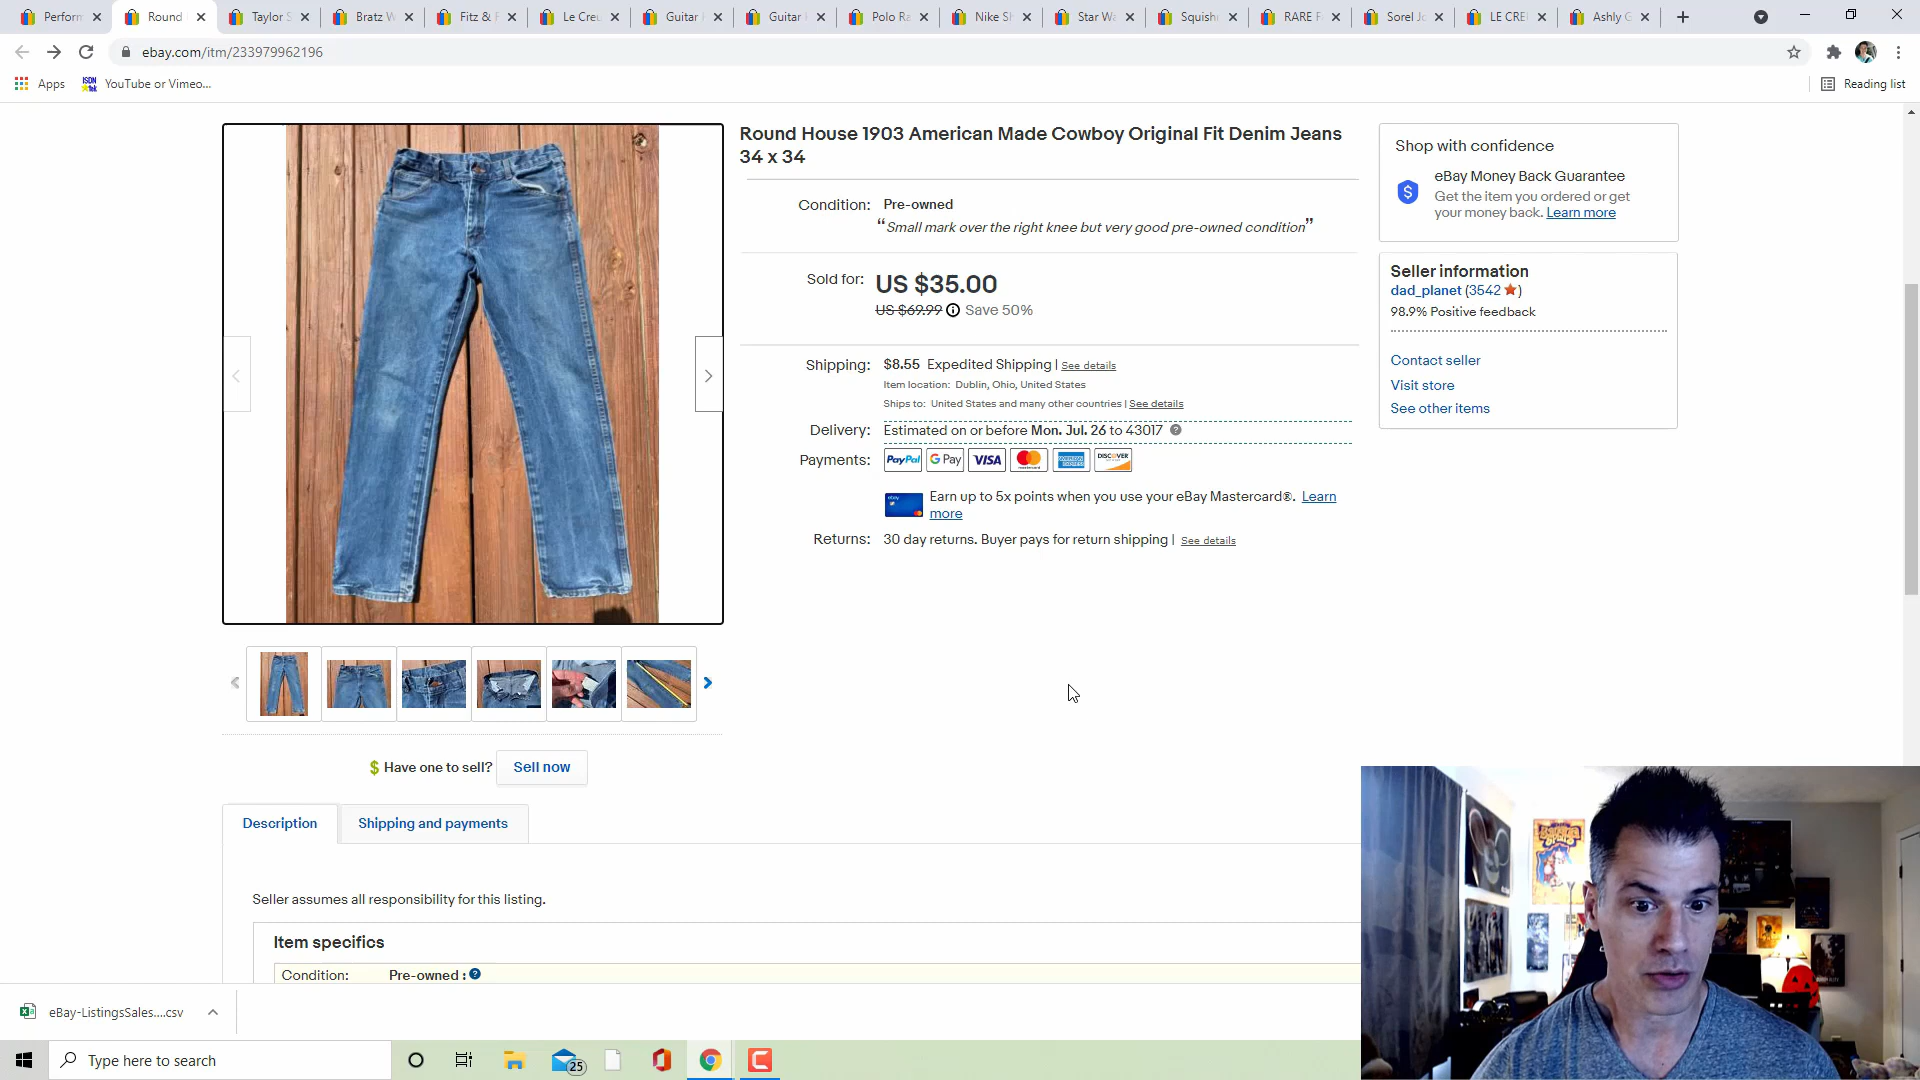 Perform
Round
Taylor S
Bratz W
Fitz & F
Le Creu
Guitar
Guitar
Polo Ra
Nike Sh
Star Wa
Squish
RARE F
Sorel Jo
LE CRE
Ashly G
ebay.com/itm/233979962196
Apps
YouTube or Vimeo...
Reading list
Round House 1903 American Made Cowboy Original Fit Denim Jeans
34 x 34
Condition: Pre-owned
“Small mark over the right knee but very good pre-owned condition”
Sold for: US $35.00
US $69.99 Save 50%
Shipping: $8.55 Expedited Shipping | See details
Item location: Dublin, Ohio, United States
Ships to: United States and many other countries | See details
Delivery: Estimated on or before Mon. Jul. 26 to 43017
Payments: PayPal G Pay VISA mastercard AMERICAN EXPRESS DISCOVER
Earn up to 5x points when you use your eBay Mastercard®. Learn
more
Returns: 30 day returns. Buyer pays for return shipping | See details
Shop with confidence
eBay Money Back Guarantee
Get the item you ordered or get
your money back. Learn more
Seller information
dad_planet (3542)
98.9% Positive feedback
Contact seller
Visit store
See other items
$ Have one to sell? Sell now
Description
Shipping and payments
Seller assumes all responsibility for this listing.
Item specifics
Condition: Pre-owned :
eBay-ListingsSales....csv
Type here to search
25